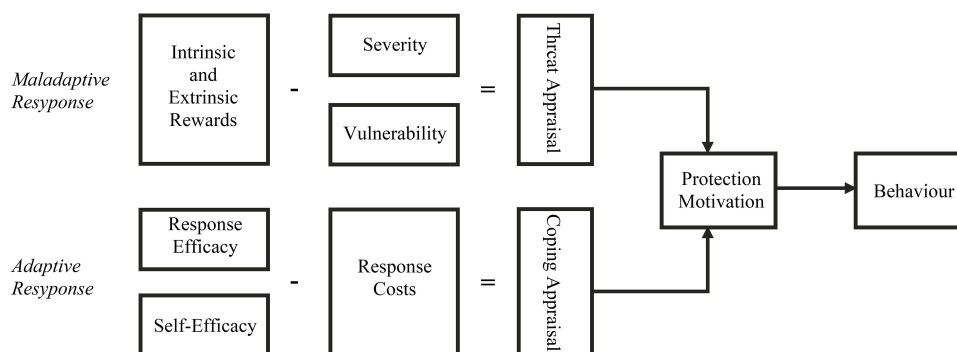 Maladaptive
Resyponse
Intrinsic
and
Extrinsic
Rewards
-
Severity
Vulnerability
=
Thrcat Appraisal
Protection
Motivation
Behaviour
Adaptive
Resyponse
Response
Efficacy
Self-Efficacy
-
Response
Costs
=
Coping Appraisal